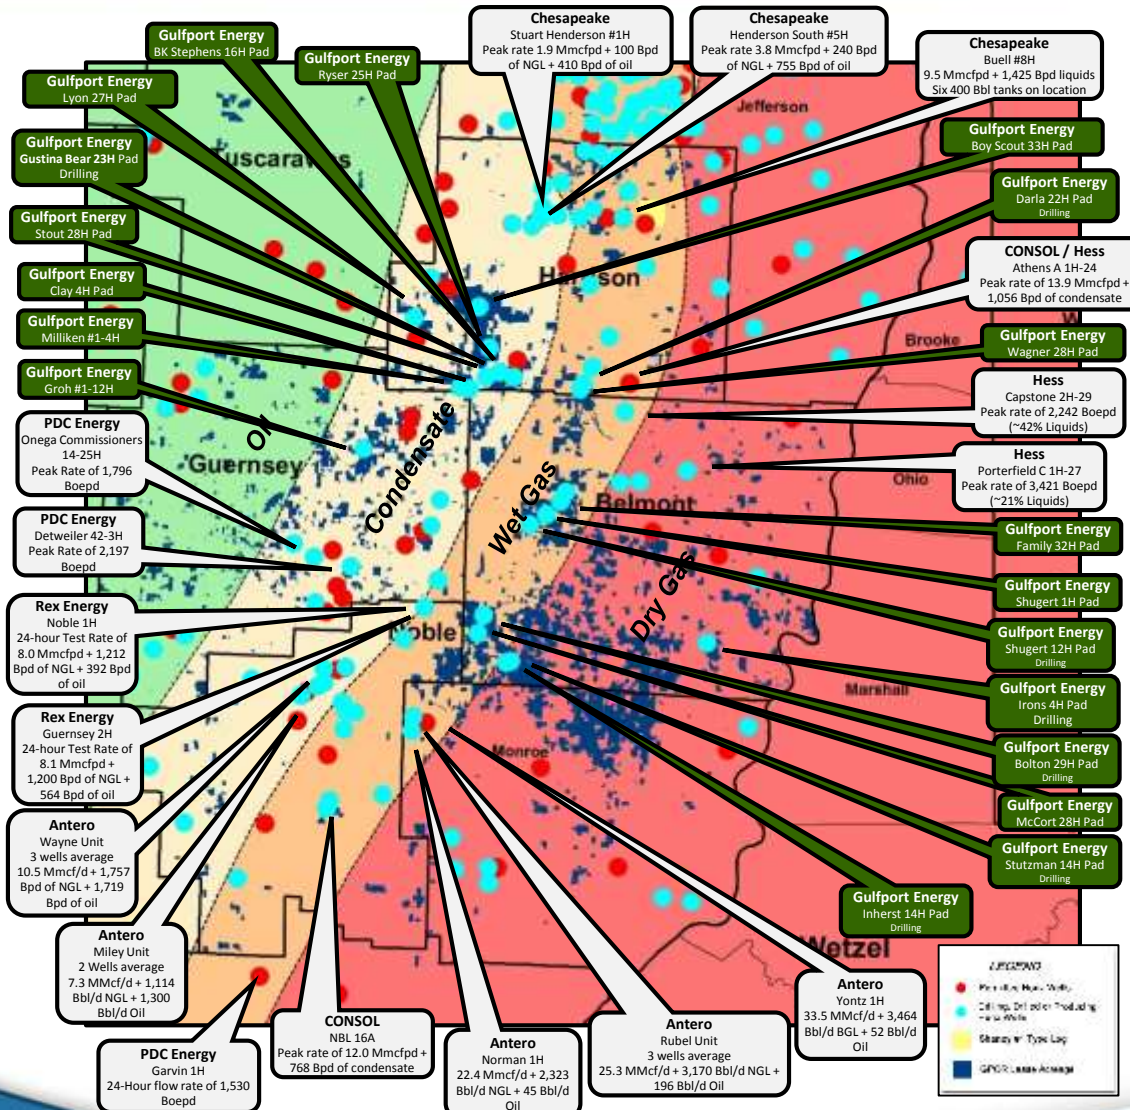 Gulfport Energy
BK Stephens 16H Pad
Gulfport Energy
Ryser 25H Pad
Chesapeake
Stuart Henderson #1H
Peak rate 1.9 Mmcfpd + 100 Bpd
of NGL + 410 Bpd of oil
Chesapeake
Henderson South #5H
Peak rate 3.8 Mmcfpd + 240 Bpd
of NGL + 755 Bpd of oil
Chesapeake
Buell #8H
9.5 Mmcfpd + 1,425 Bpd liquids
Six 400 Bbl tanks on location
Gulfport Energy
Lyon 27H Pad
Gulfport Energy
Gustina Bear 23H Pad
Drilling
Gulfport Energy
Stout 28H Pad
Gulfport Energy
Clay 4H Pad
Gulfport Energy
Milliken #1-4H
Gulfport Energy
Groh #1-12H
PDC Energy
Onega Commissioners
14-25H
Peak Rate of 1,796
Boepd
PDC Energy
Detweiler 42-3H
Peak Rate of 2,197
Boepd
Rex Energy
Noble 1H
24-hour Test Rate of
8.0 Mmcfpd + 1,212
Bpd of NGL + 392 Bpd
of oil
Rex Energy
Guernsey 2H
24-hour Test Rate of
8.1 Mmcfpd +
1,200 Bpd of NGL +
564 Bpd of oil
Antero
Wayne Unit
3 wells average
10.5 Mmcf/d + 1,757
Bpd of NGL + 1,719
Bpd of oil
Antero
Miley Unit
2 Wells average
7.3 MMcf/d + 1,114
Bbl/d NGL + 1,300
Bbl/d Oil
PDC Energy
Garvin 1H
24-Hour flow rate of 1,530
Boepd
CONSOL
NBL 16A
Peak rate of 12.0 Mmcfpd +
768 Bpd of condensate
Antero
Norman 1H
22.4 Mmcf/d + 2,323
Bbl/d NGL + 45 Bbl/d
Oil
Antero
Rubel Unit
3 wells average
25.3 MMcf/d + 3,170 Bbl/d NGL +
196 Bbl/d Oil
Antero
Yontz 1H
33.5 MMcf/d + 3,464
Bbl/d BGL + 52 Bbl/d
Oil
Gulfport Energy
Boy Scout 33H Pad
Gulfport Energy
Darla 22H Pad
Drilling
CONSOL / Hess
Athens A 1H-24
Peak rate of 13.9 Mmcfpd +
1,056 Bpd of condensate
Gulfport Energy
Wagner 28H Pad
Hess
Capstone 2H-29
Peak rate of 2,242 Boepd
(~42% Liquids)
Hess
Porterfield C 1H-27
Peak rate of 3,421 Boepd
(~21% Liquids)
Gulfport Energy
Family 32H Pad
Gulfport Energy
Shugert 1H Pad
Gulfport Energy
Shugert 12H Pad
Drilling
Gulfport Energy
Irons 4H Pad
Drilling
Gulfport Energy
Bolton 29H Pad
Drilling
Gulfport Energy
McCort 28H Pad
Gulfport Energy
Stutzman 14H Pad
Drilling
Gulfport Energy
Inherst 14H Pad
Drilling
Jefferson
Brooke
Guernsey
Ohio
Belmont
Noble
Marshall
Monroe
Wetzel
Condensate
Wet Gas
Dry Gas
LEGEND
GPOR Lease Acreage